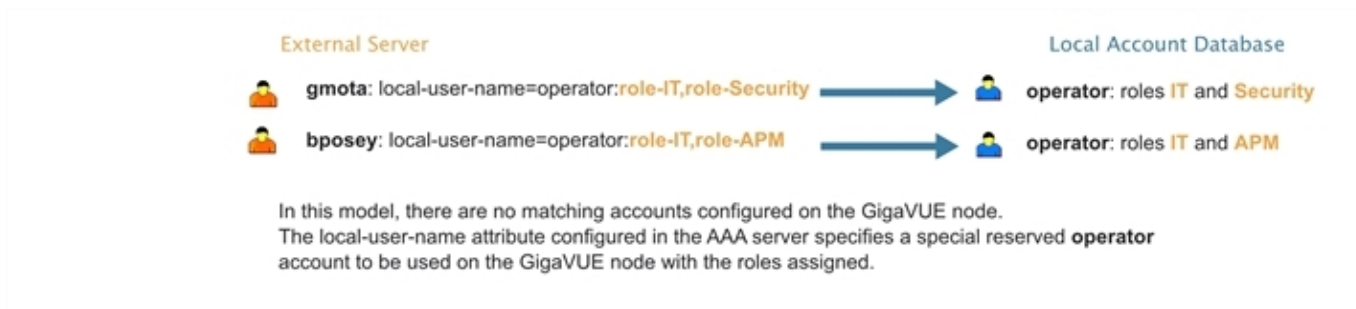 External Server Local Account Database
gmota: local-user-name=operator:role-IT,role-Security operator: roles IT and Security
bposey: local-user-name=operator:role-IT,role-APM operator: roles IT and APM
In this model, there are no matching accounts configured on the GigaVUE node.
The local-user-name attribute configured in the AAA server specifies a special reserved operator
account to be used on the GigaVUE node with the roles assigned.